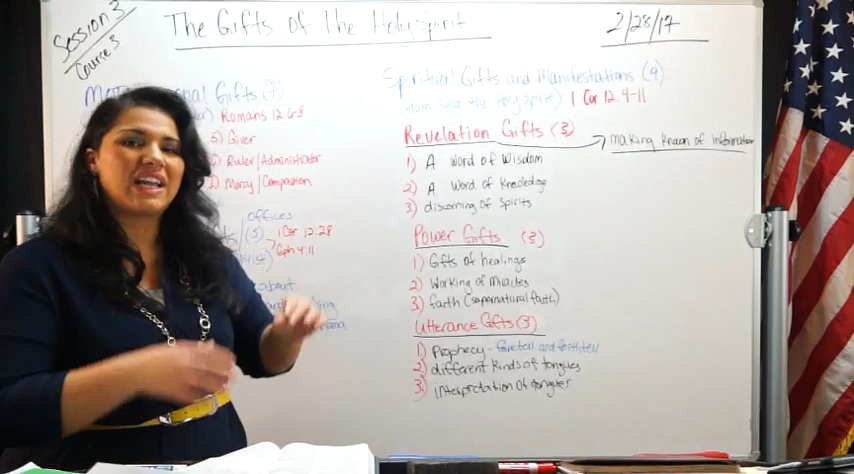 Session 3
Course 3
The Gifts of The Holy Spirit
2/28/17
Gifts (7)
Romans 12:6-8
5) Giver
6) Ruler/Administrator
7) Mercy/Compassion
offices
(5)
1 Cor 12:28
Eph 4:11
about
Spiritual Gifts and Manifestations (9)
(from God the Holy Spirit) 1 Cor 12:4-11
Revelation Gifts (3)
making known of information
1) A word of Wisdom
2) A word of Knowledge
3) discerning of Spirits
Power Gifts (3)
1) Gifts of healings
2) Working of Miracles
3) faith (supernatural faith)
Utterance Gifts (3)
1) Prophecy - foretell and forthtell
2) different kinds of tongues
3) interpretation of tongues